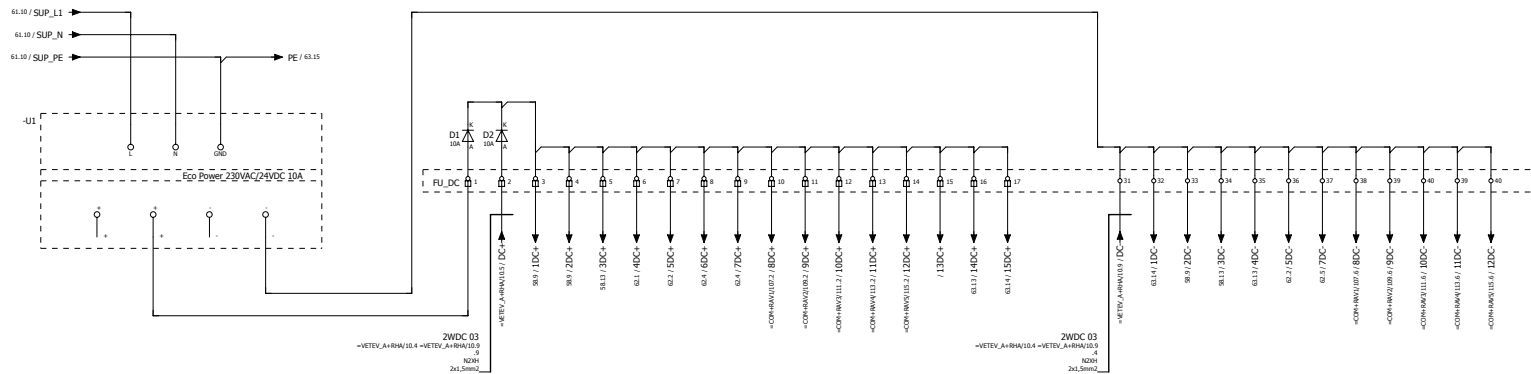 61.10 / SUP_L1
61.10 / SUP_N
61.10 / SUP_PE
PE / 63.15
-U1
L
N
GND
Eco Power 230VAC/24VDC 10A
+
+
-
-
+
+
-
-
D1
10A
K
A
D2
10A
K
A
FU_DC
1
2
3
4
5
6
7
8
9
10
11
12
13
14
15
16
17
31
32
33
34
35
36
37
38
39
40
39
40
=VETEV_A+RHA/10.5 / DC+
58.9 / 1DC+
58.9 / 2DC+
58.13 / 3DC+
62.1 / 4DC+
62.2 / 5DC+
62.4 / 6DC+
62.4 / 7DC+
=COM+RAV1/107.2 / 8DC+
=COM+RAV2/109.2 / 9DC+
=COM+RAV3/111.2 / 10DC+
=COM+RAV4/113.2 / 11DC+
=COM+RAV5/115.2 / 12DC+
/ 13DC+
63.13 / 14DC+
63.14 / 15DC+
=VETEV_A+RHA/10.9 / DC-
63.14 / 1DC-
58.9 / 2DC-
58.13 / 3DC-
63.13 / 4DC-
62.2 / 5DC-
62.5 / 7DC-
=COM+RAV1/107.6 / 8DC-
=COM+RAV2/109.6 / 9DC-
=COM+RAV3/111.6 / 10DC-
=COM+RAV4/113.6 / 11DC-
=COM+RAV5/115.6 / 12DC-
2WDC 03
=VETEV_A+RHA/10.4 =VETEV_A+RHA/10.9
.9
N2XH
2x1,5mm2
2WDC 03
=VETEV_A+RHA/10.4 =VETEV_A+RHA/10.9
.4
N2XH
2x1,5mm2